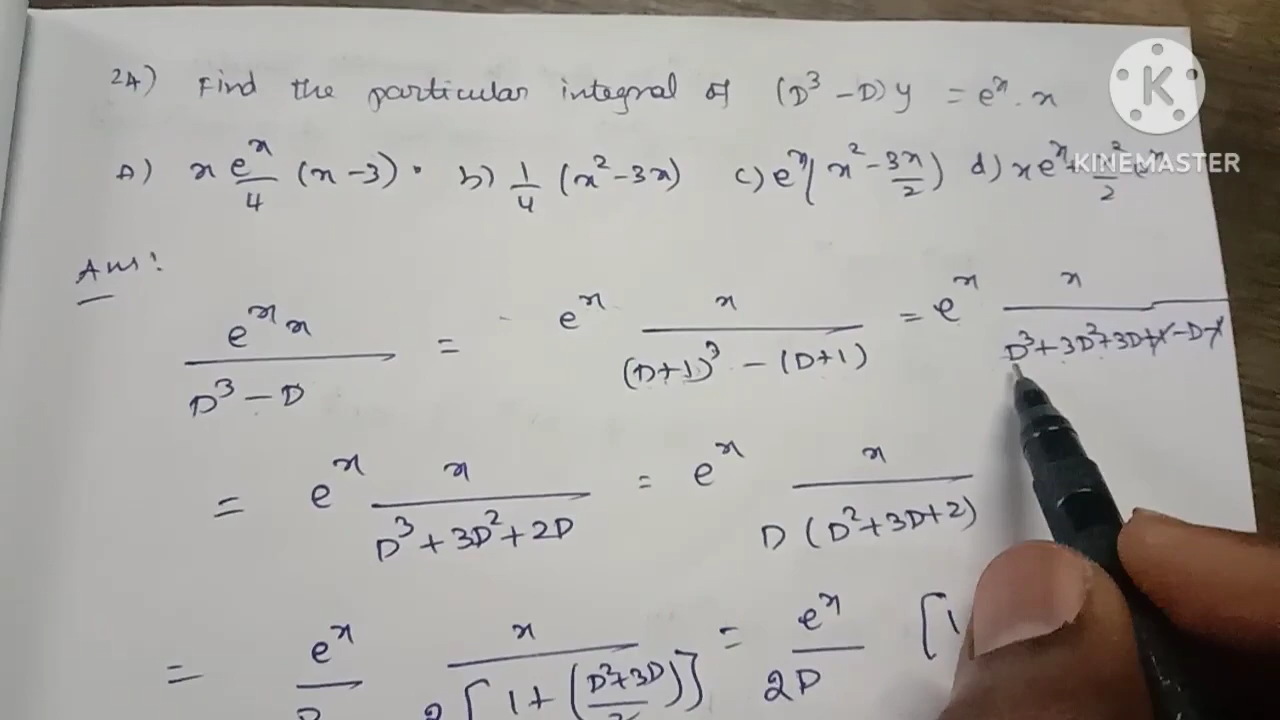 24) Find the particular integral of (D³ - D)y = eˣ. x
K
KINEMASTER
A) x eˣ/4 (x - 3) . b) 1/4 (x² - 3x) c) eˣ( x² - 3x/2 ) d) x eˣ
Ans:
eˣ x / D³ - D = eˣ x / (D+1)³ - (D+1) = eˣ x / D³ + 3D² + 3D + 1 - D - 1
= eˣ x / D³ + 3D² + 2D = eˣ x / D (D² + 3D + 2)
= eˣ x / 2[ 1 + (D² + 3D)] = eˣ / 2D [1